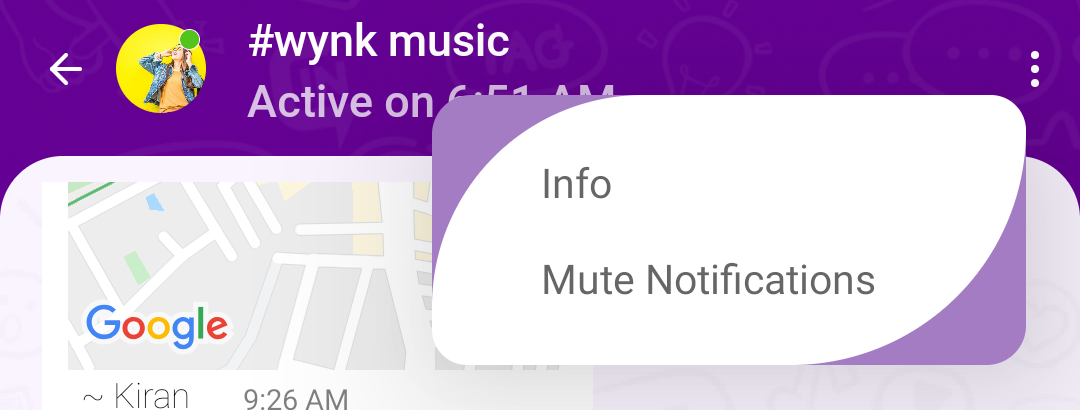 #wynk music
Active on 6:51 AM
Info
Mute Notifications
Google
~ Kiran 9:26 AM